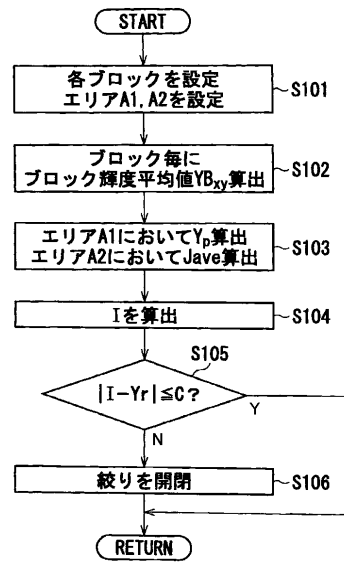 START
各ブロックを設定
エリアA1,A2を設定
S101
ブロック毎に
ブロック輝度平均値YBxy算出
S102
エリアA1においてYp算出
エリアA2においてJave算出
S103
Iを算出
S104
S105
|I−Yr|≦C?
Y
N
絞りを開閉
S106
RETURN